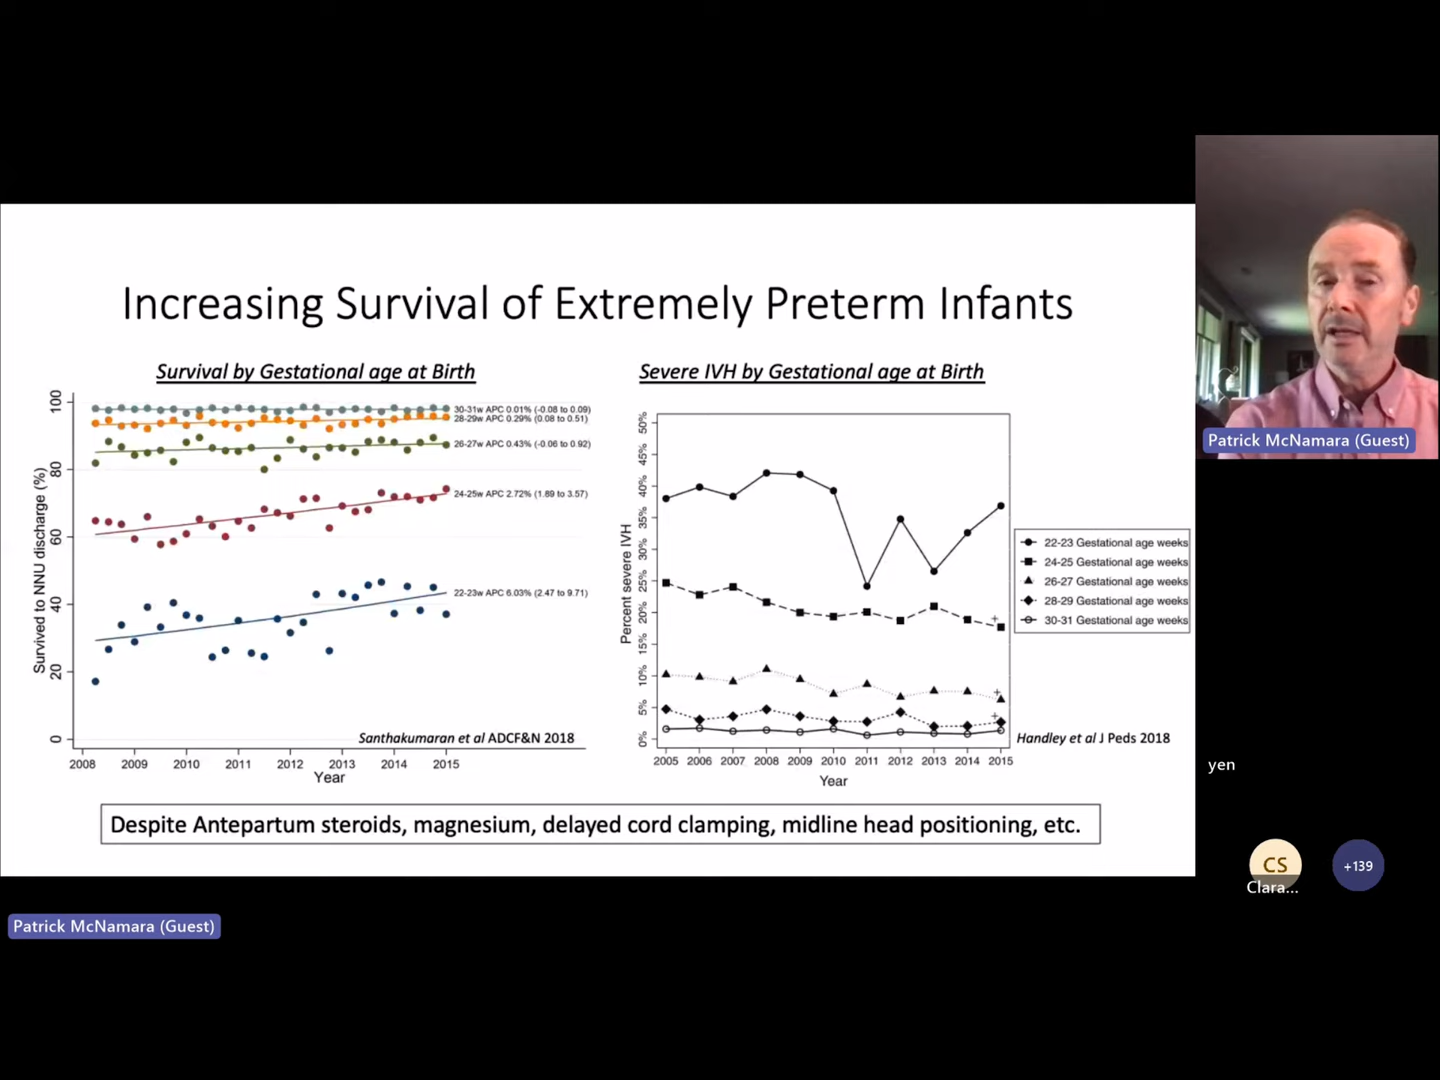 Increasing Survival of Extremely Preterm Infants
Survival by Gestational age at Birth
Survived to NNU discharge (%)
100
80
60
40
20
0
30-31w APC 0.01% (-0.08 to 0.09)
28-29w APC 0.29% (0.08 to 0.51)
26-27w APC 0.43% (-0.06 to 0.92)
24-25w APC 2.72% (1.89 to 3.57)
22-23w APC 6.03% (2.47 to 9.71)
Santhakumaran et al ADCF&N 2018
2008 2009 2010 2011 2012 2013 2014 2015
Year
Severe IVH by Gestational age at Birth
Percent severe IVH
50%
45%
40%
35%
30%
25%
20%
15%
10%
5%
0%
22-23 Gestational age weeks
24-25 Gestational age weeks
26-27 Gestational age weeks
28-29 Gestational age weeks
30-31 Gestational age weeks
Handley et al J Peds 2018
2005 2006 2007 2008 2009 2010 2011 2012 2013 2014 2015
Year
Despite Antepartum steroids, magnesium, delayed cord clamping, midline head positioning, etc.
Patrick McNamara (Guest)
yen
CS
Clara...
+139
Patrick McNamara (Guest)